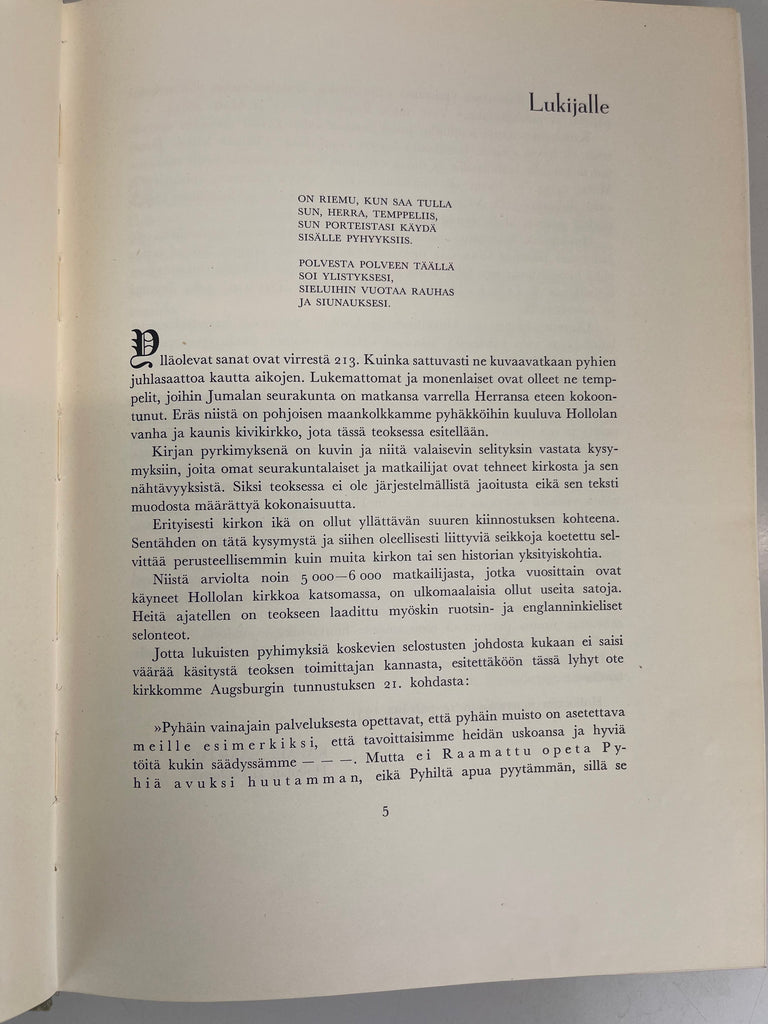 Lukijalle
ON RIEMU, KUN SAA TULLA
SUN, HERRA, TEMPPELIIS,
SUN PORTEISTASI KÄYDÄ
SISÄLLE PYHYYKSIIS.
POLVESTA POLVEEN TÄÄLLÄ
SOI YLISTYKSESI,
SIELUIHIN VUOTAA RAUHAS
JA SIUNAUKSESI.
Ylläolevat sanat ovat virrestä 213. Kuinka sattuvasti ne kuvaavatkaan pyhien
juhlasaattoa kautta aikojen. Lukemattomat ja monenlaiset ovat olleet ne temp-
pelit, joihin Jumalan seurakunta on matkansa varrella Herransa eteen kokoon-
tunut. Eräs niistä on pohjoisen maankolkkamme pyhäkköihin kuuluva Hollolan
vanha ja kaunis kivikirkko, jota tässä teoksessa esitellään.
Kirjan pyrkimyksenä on kuvin ja niitä valaisevin selityksin vastata kysy-
myksiin, joita omat seurakuntalaiset ja matkailijat ovat tehneet kirkosta ja sen
nähtävyyksistä. Siksi teoksessa ei ole järjestelmällistä jaoitusta eikä sen teksti
muodosta määrättyä kokonaisuutta.
Erityisesti kirkon ikä on ollut yllättävän suuren kiinnostuksen kohteena.
Sentähden on tätä kysymystä ja siihen oleellisesti liittyviä seikkoja koetettu sel-
vittää perusteellisemmin kuin muita kirkon tai sen historian yksityiskohtia.
Niistä arviolta noin 5 000—6 000 matkailijasta, jotka vuosittain ovat
käyneet Hollolan kirkkoa katsomassa, on ulkomaalaisia ollut useita satoja.
Heitä ajatellen on teokseen laadittu myöskin ruotsin- ja englanninkieliset
selonteot.
Jotta lukuisten pyhimyksiä koskevien selostusten johdosta kukaan ei saisi
väärää käsitystä teoksen toimittajan kannasta, esitettäköön tässä lyhyt ote
kirkkomme Augsburgin tunnustuksen 21. kohdasta:
»Pyhäin vainajain palveluksesta opettavat, että pyhäin muisto on asetettava
meille esimerkiksi, että tavoittaisimme heidän uskoansa ja hyviä
töitä kukin säädyssämme — — —. Mutta ei Raamattu opeta Py-
hiä avuksi huutamman, eikä Pyhiltä apua pyytämmän, sillä se
5